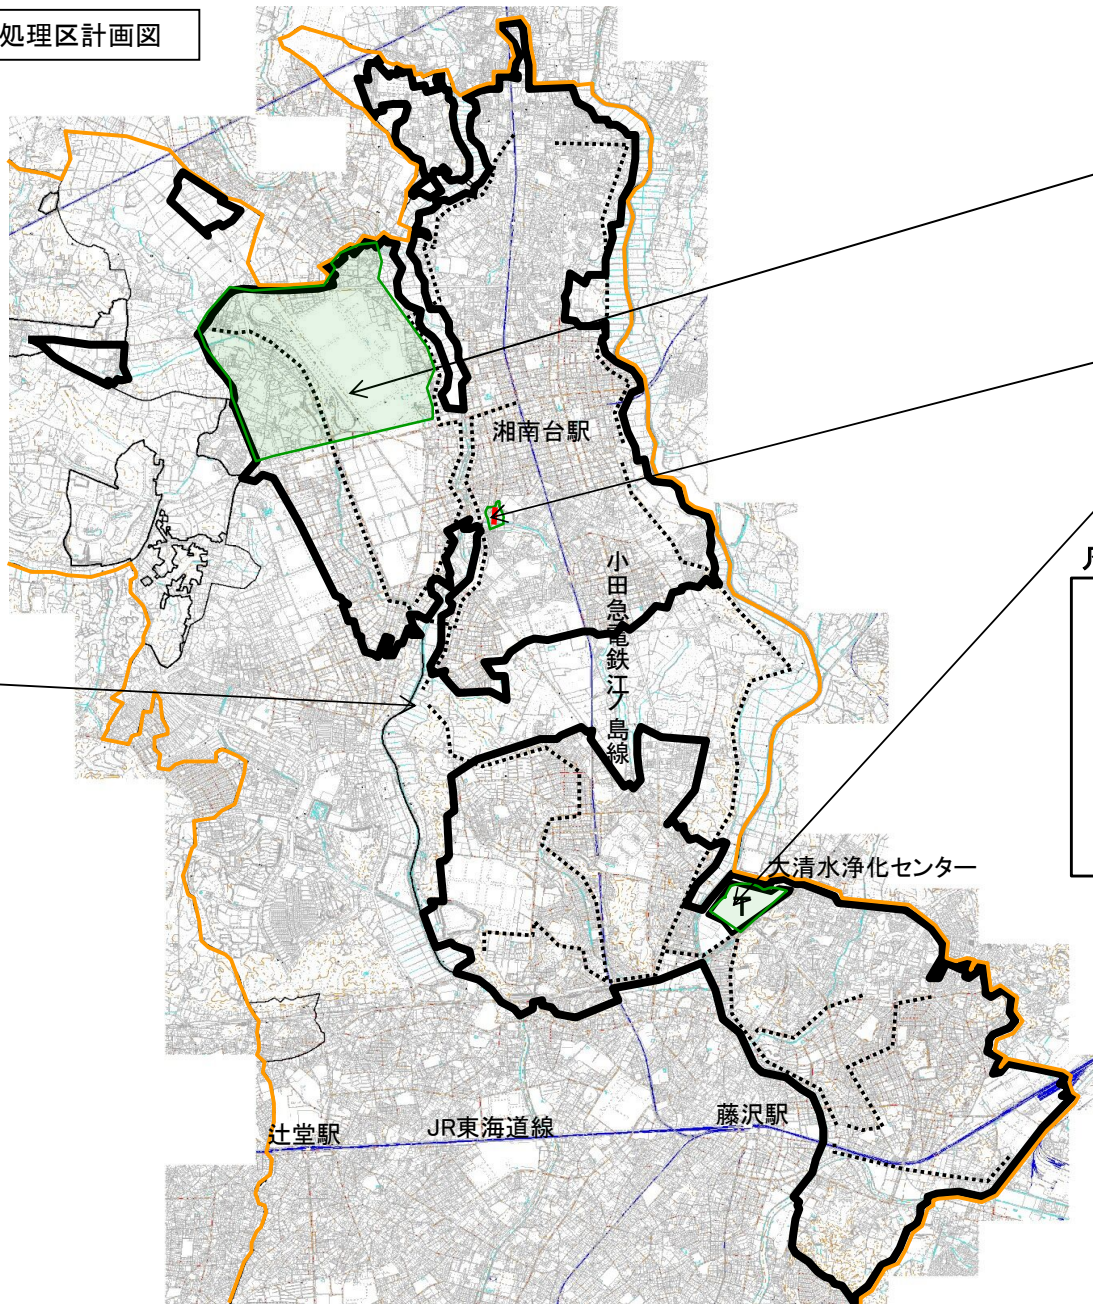 処理区計画図
湘南台駅
小田急電鉄江ノ島線
大清水浄化センター
藤沢駅
JR東海道線
辻堂駅